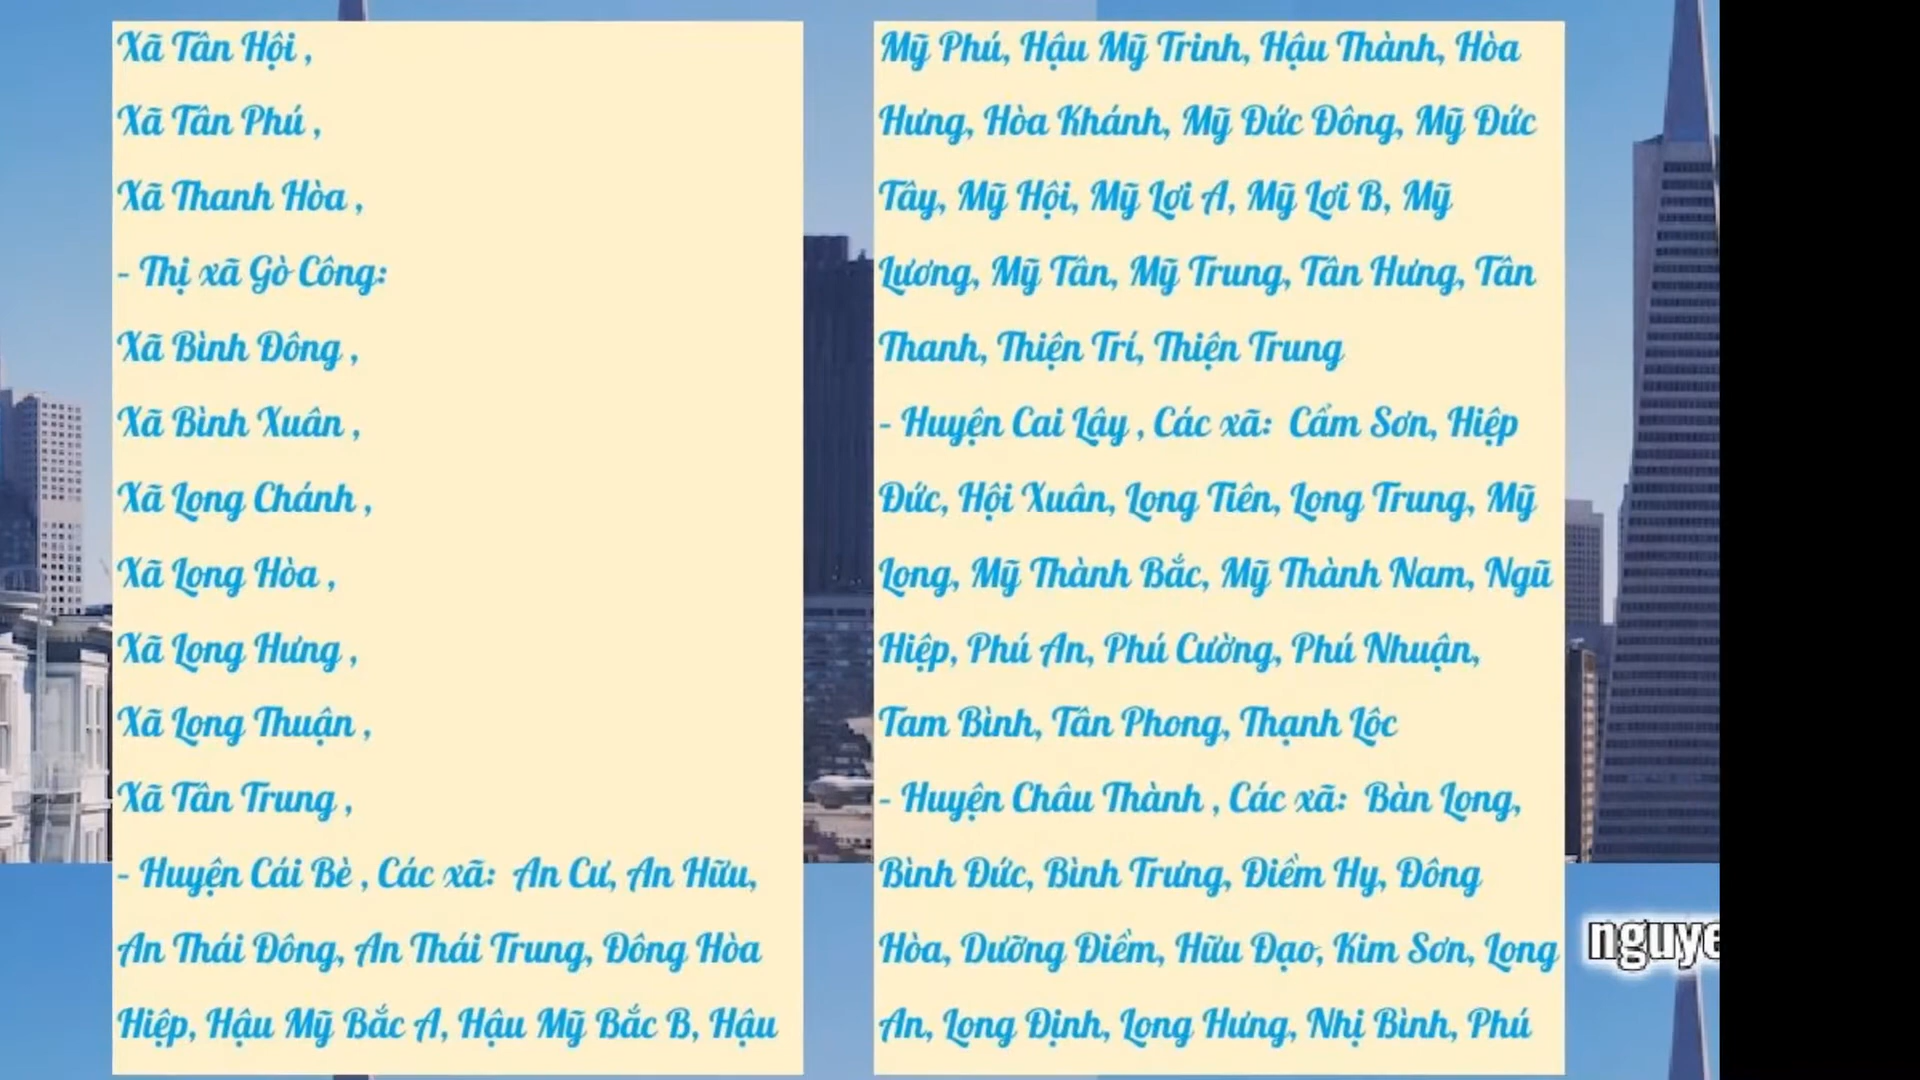 Xã Tân Hội ,
Xã Tân Phú ,
Xã Thanh Hòa ,
- Thị xã Gò Công:
Xã Bình Đông ,
Xã Bình Xuân ,
Xã Long Chánh ,
Xã Long Hòa ,
Xã Long Hưng ,
Xã Long Thuận ,
Xã Tân Trung ,
- Huyện Cái Bè , Các xã: An Cư, An Hữu,
An Thái Đông, An Thái Trung, Đông Hòa
Hiệp, Hậu Mỹ Bắc A, Hậu Mỹ Bắc B, Hậu
Mỹ Phú, Hậu Mỹ Trinh, Hậu Thành, Hòa
Hưng, Hòa Khánh, Mỹ Đức Đông, Mỹ Đức
Tây, Mỹ Hội, Mỹ Lợi A, Mỹ Lợi B, Mỹ
Lương, Mỹ Tân, Mỹ Trung, Tân Hưng, Tân
Thanh, Thiện Trí, Thiện Trung
- Huyện Cai Lậy , Các xã: Cẩm Sơn, Hiệp
Đức, Hội Xuân, Long Tiên, Long Trung, Mỹ
Long, Mỹ Thành Bắc, Mỹ Thành Nam, Ngũ
Hiệp, Phú An, Phú Cường, Phú Nhuận,
Tam Bình, Tân Phong, Thạnh Lộc
- Huyện Châu Thành , Các xã: Bàn Long,
Bình Đức, Bình Trưng, Điềm Hy, Đông
Hòa, Dưỡng Điềm, Hữu Đạo, Kim Sơn, Long
An, Long Định, Long Hưng, Nhị Bình, Phú
nguye